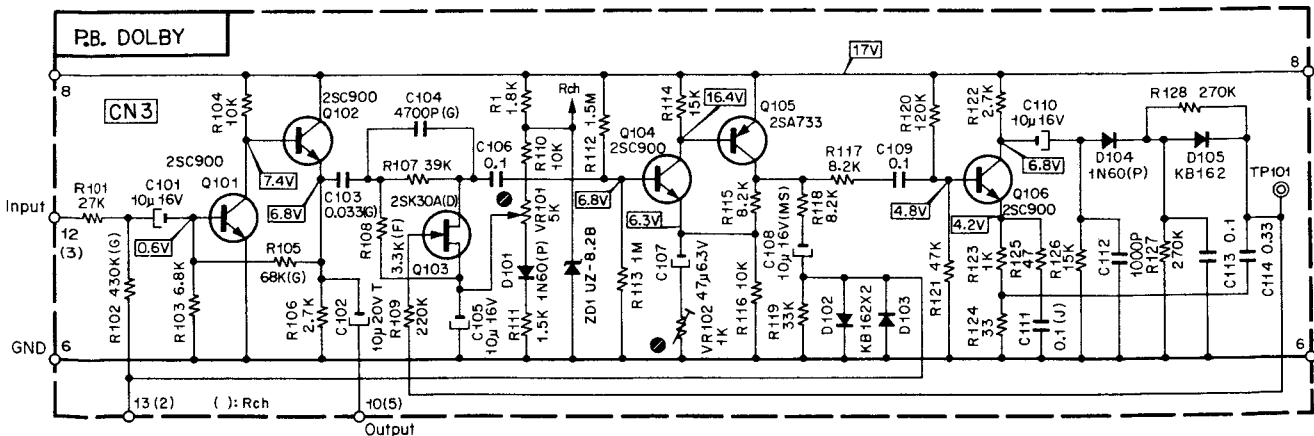 P.B. DOLBY
CN3
8
8
17V
R104 10K
2SC900
Q102
C104
4700P(G)
R1 1.8K
Rch
R112 1.5M
R114 15K
16.4V
Q105
2SA733
R120 120K
R122 2.7K
C110
10μ16V
R128 270K
2SC900
Q101
7.4V
R107 39K
C106
0.1
R110 10K
Q104
2SC900
R117
8.2K
C109
0.1
6.8V
D104
1N60(P)
D105
KB162
TP101
R101
27K
C101
10μ16V
6.8V
C103
0.033(G)
2SK30A(D)
VR101
5K
6.8V
6.3V
R115
8.2K
R118
8.2K
4.8V
Q106
2SC900
4.2V
Input
12
(3)
0.6V
R108
3.3K(F)
Q103
D101
1N60(P)
ZD1 UZ-8.2B
C107
47μ6.3V
C108
10μ16V(MS)
R102 430K(G)
R103 6.8K
R105
68K(G)
R106
2.7K
C102
10μ20V T
R109
220K
C105
10μ16V
R111
1.5K
R113 1M
VR102
1K
R116 10K
R119
33K
D102
KB162X2
D103
R121 47K
R123
1K
R124
33
R125
47
C111
0.1(J)
R126
15K
C112
1000P
R127
270K
C113 0.1
C114 0.33
GND
6
6
13(2)
( ): Rch
10(5)
Output